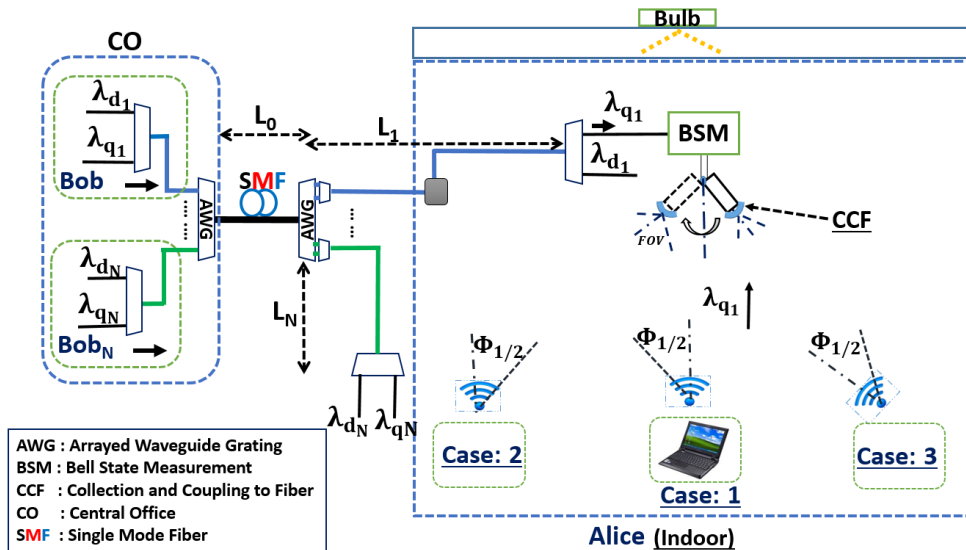 CO
λd1
λq1
Bob
λdN
λqN
BobN
AWG
SMF
L0
L1
AWG
LN
λdN
λqN
Bulb
λq1
λd1
BSM
FOV
CCF
λq1
Φ1/2
Φ1/2
Φ1/2
Case: 2
Case: 1
Case: 3
Alice (Indoor)
AWG : Arrayed Waveguide Grating
BSM : Bell State Measurement
CCF : Collection and Coupling to Fiber
CO : Central Office
SMF : Single Mode Fiber